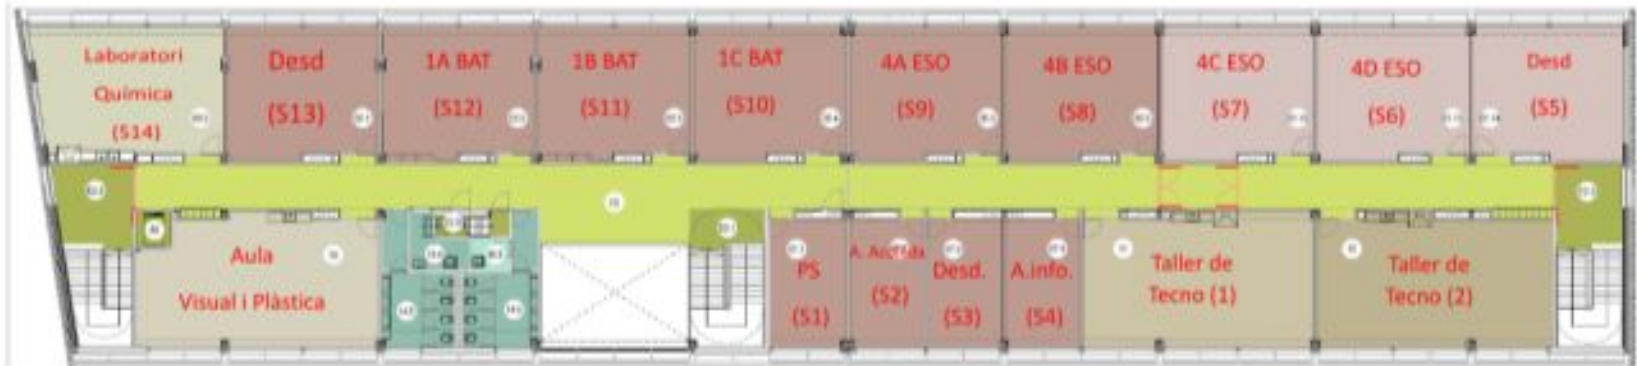 Laboratori
Química
(S14)
Desd
(S13)
1A BAT
(S12)
1B BAT
(S11)
1C BAT
(S10)
4A ESO
(S9)
4B ESO
(S8)
4C ESO
(S7)
4D ESO
(S6)
Desd
(S5)
Aula
Visual i Plàstica
PS
(S1)
A.
(S2)
Desd.
(S3)
A.info.
(S4)
Taller de
Tecno (1)
Taller de
Tecno (2)